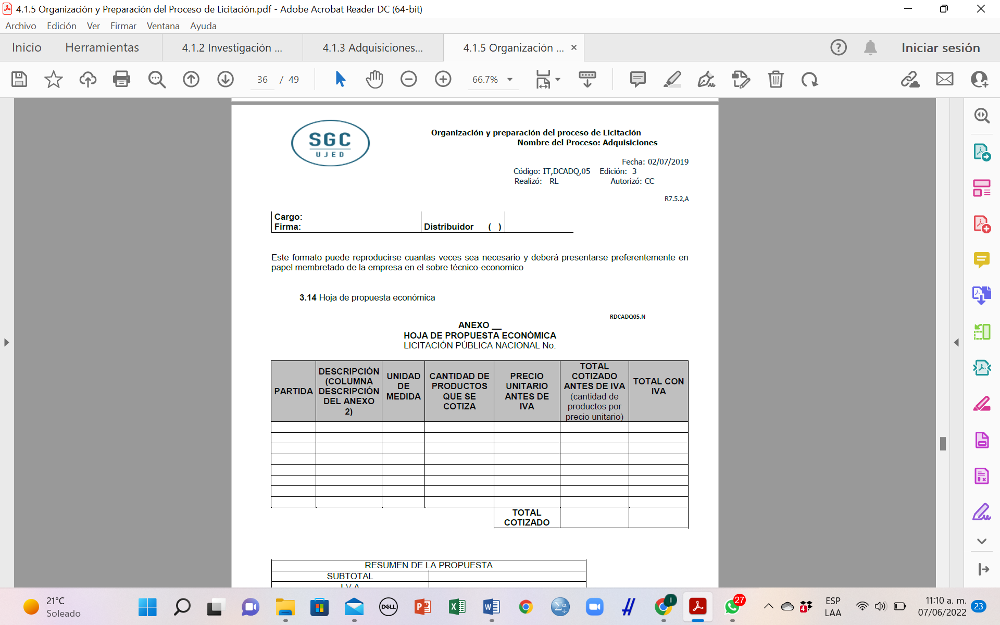 4.1.5 Organización y Preparación del Proceso de Licitación.pdf - Adobe Acrobat Reader DC (64-bit)
Archivo Edición Ver Firmar Ventana Ayuda
Inicio Herramientas 4.1.2 Investigación ... 4.1.3 Adquisiciones... 4.1.5 Organización ... × ? Iniciar sesión
36 / 49 66.7%
SGC
UJED
Organización y preparación del proceso de Licitación
Nombre del Proceso: Adquisiciones
Fecha: 02/07/2019
Código: IT,DCADQ,05 Edición: 3
Realizó: RL Autorizó: CC
R7.5.2,A
Cargo:
Firma: Distribuidor ( )
Este formato puede reproducirse cuantas veces sea necesario y deberá presentarse preferentemente en
papel membretado de la empresa en el sobre técnico-economico
3.14 Hoja de propuesta económica
RDCADQ05,N
ANEXO __
HOJA DE PROPUESTA ECONÓMICA
LICITACIÓN PÚBLICA NACIONAL No.
PARTIDA
DESCRIPCIÓN
(COLUMNA
DESCRIPCIÓN
DEL ANEXO
2)
UNIDAD
DE
MEDIDA
CANTIDAD DE
PRODUCTOS
QUE SE
COTIZA
PRECIO
UNITARIO
ANTES DE
IVA
TOTAL
COTIZADO
ANTES DE IVA
(cantidad de
productos por
precio unitario)
TOTAL CON
IVA
TOTAL
COTIZADO
RESUMEN DE LA PROPUESTA
SUBTOTAL
I.V.A.
21°C
Soleado
DELL
27
4
ESP
LAA
11:10 a. m.
07/06/2022
23